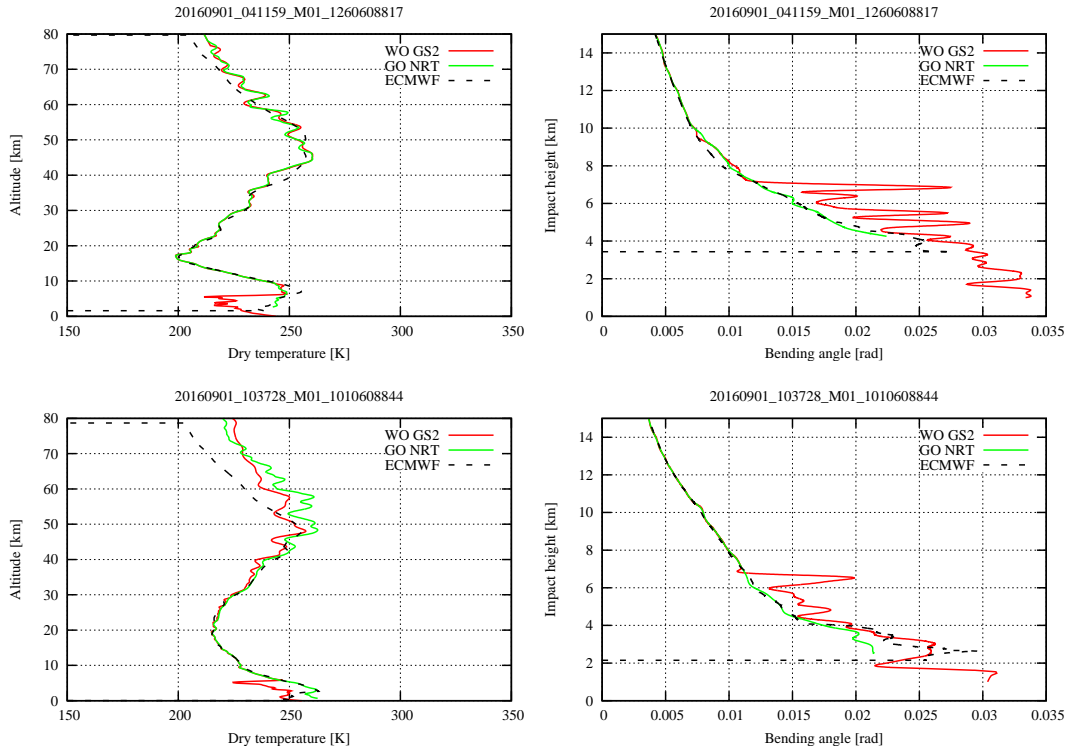 20160901_041159_M01_1260608817
80
70
60
50
40
30
20
10
0
Altitude [km]
WO GS2
GO NRT
ECMWF
150 200 250 300 350
Dry temperature [K]
20160901_041159_M01_1260608817
14
12
10
8
6
4
2
0
Impact height [km]
WO GS2
GO NRT
ECMWF
0 0.005 0.01 0.015 0.02 0.025 0.03 0.035
Bending angle [rad]
20160901_103728_M01_1010608844
80
70
60
50
40
30
20
10
0
Altitude [km]
WO GS2
GO NRT
ECMWF
150 200 250 300 350
Dry temperature [K]
20160901_103728_M01_1010608844
14
12
10
8
6
4
2
0
Impact height [km]
WO GS2
GO NRT
ECMWF
0 0.005 0.01 0.015 0.02 0.025 0.03 0.035
Bending angle [rad]